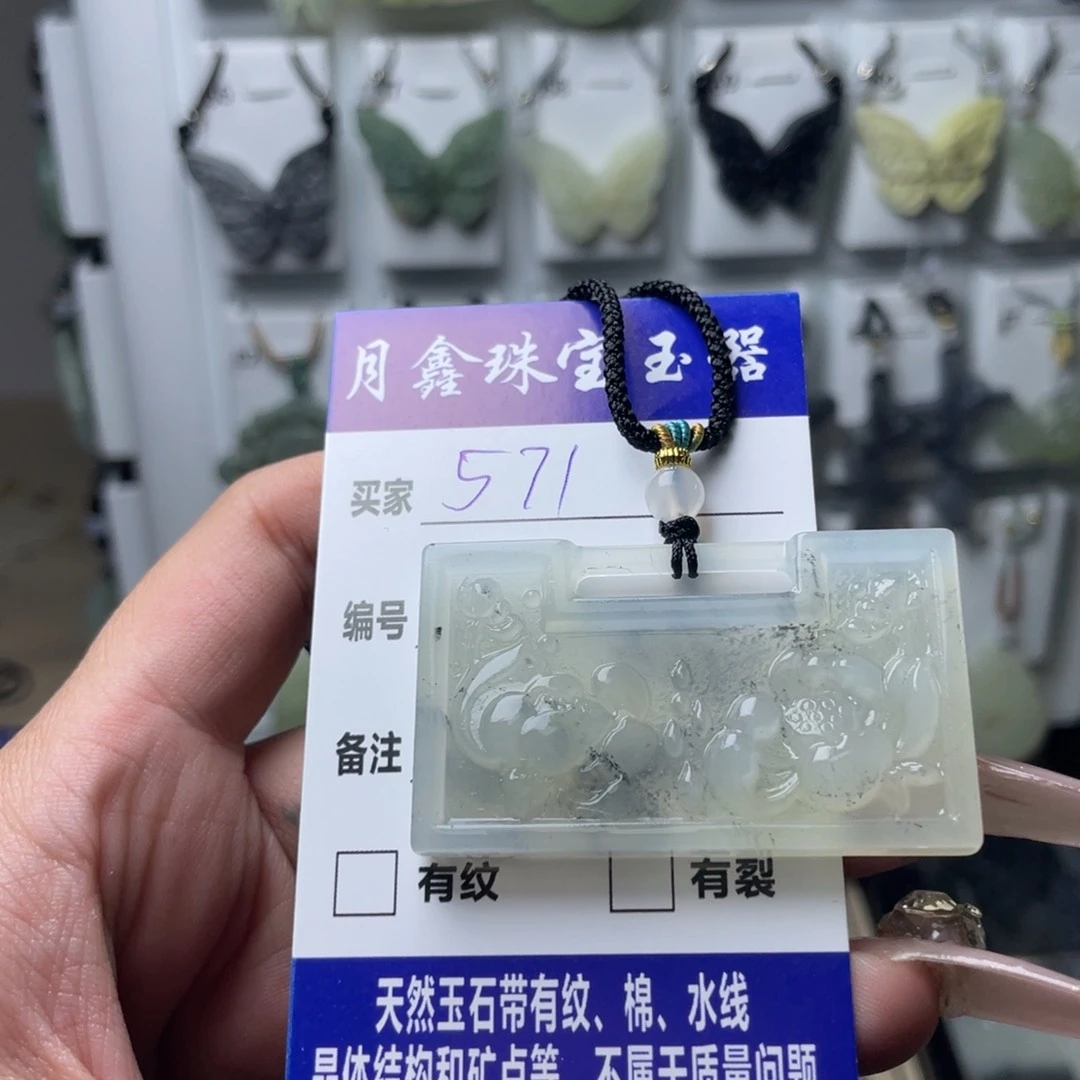 月鑫珠宝玉器
买家 571
编号
备注
有纹 有裂
天然玉石带有纹、棉、水线
晶体结构和矿点等，不属于质量问题